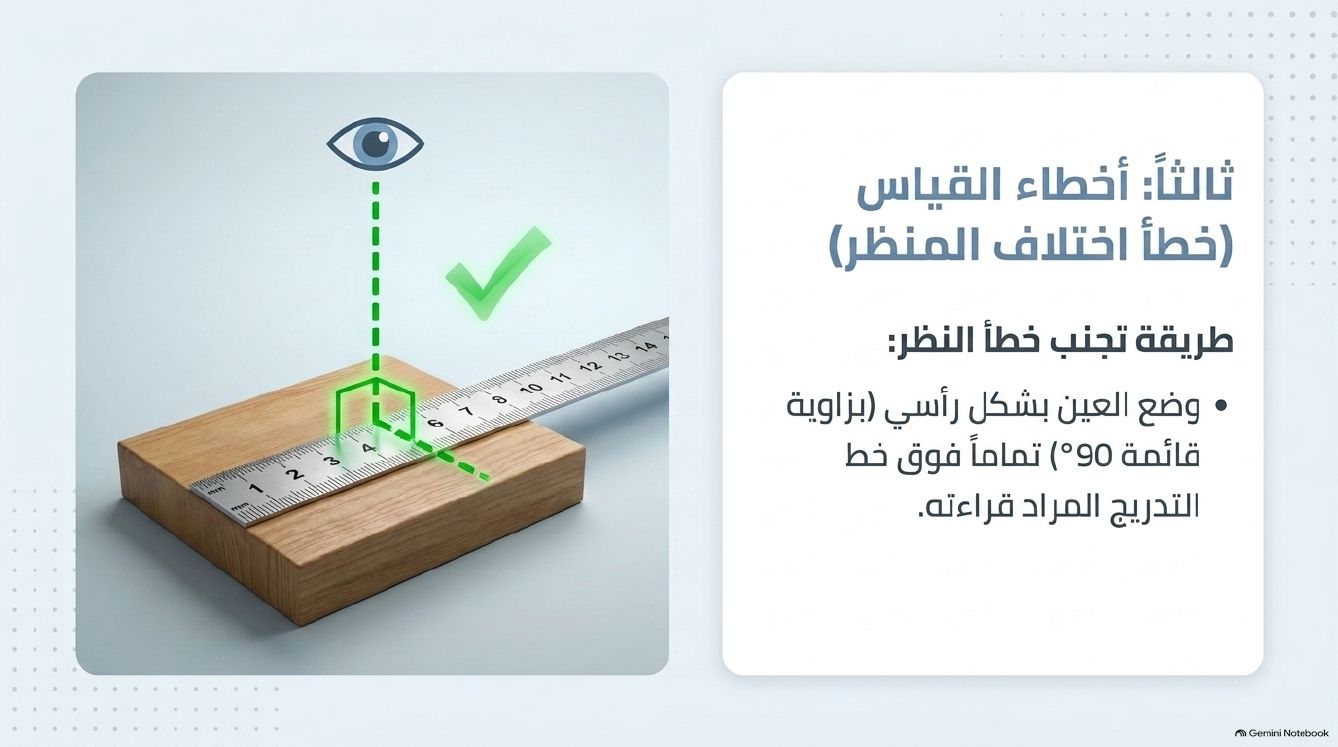 ثالثاً: أخطاء القياس
(خطأ اختلاف المنظر)
طريقة تجنب خطأ النظر:
• وضع العين بشكل رأسي (بزاوية
قائمة 90°) تماماً فوق خط
التدريج المراد قراءته.
mm 1 2 3 4 6 7 8 10 11 12 13 14
mm
Gemini Notebook